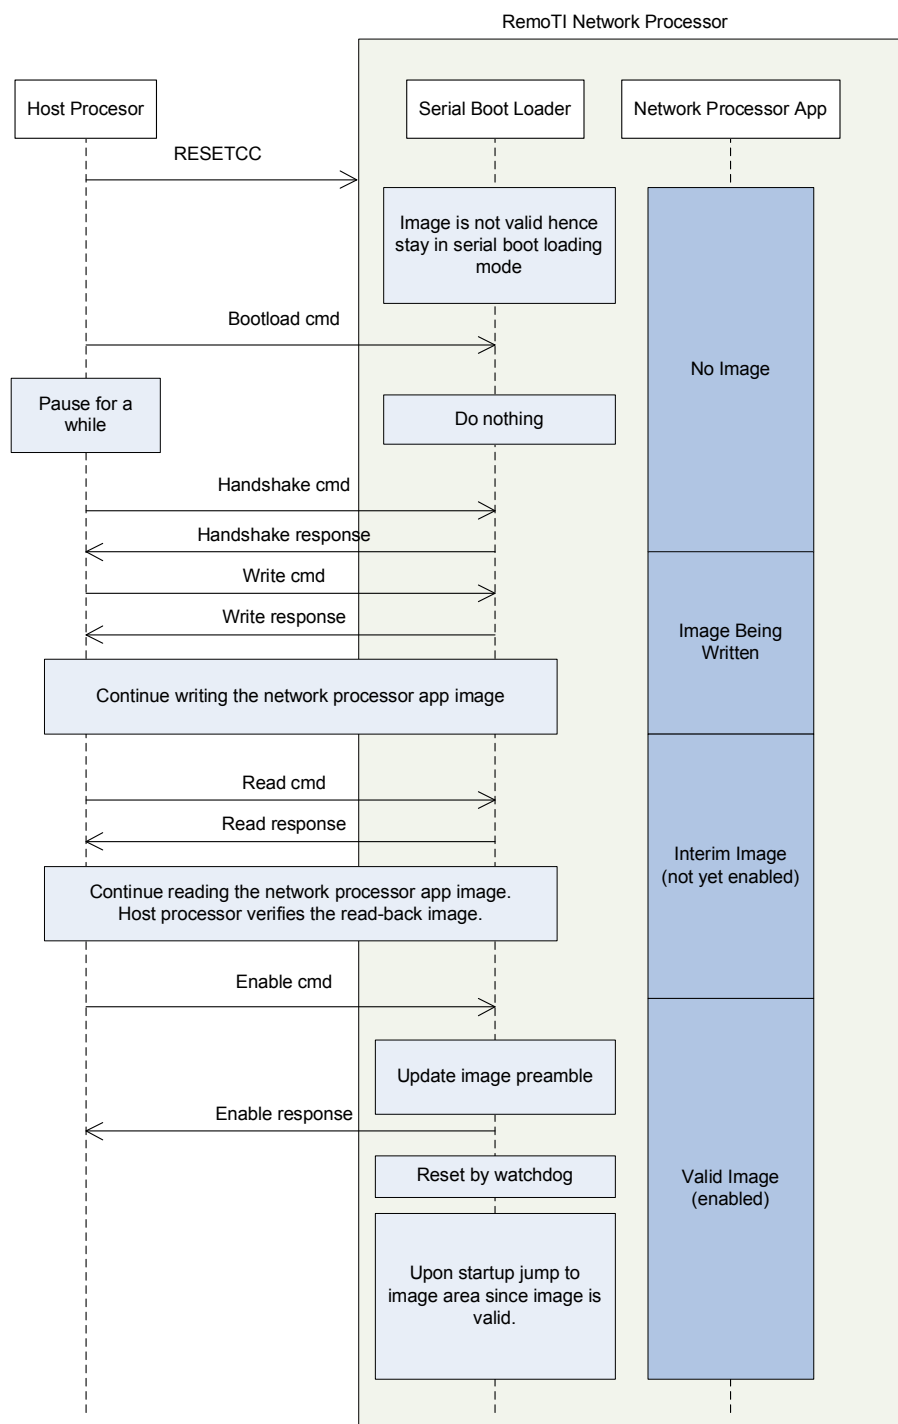 RemoTI Network Processor
Host Procesor
Serial Boot Loader
Network Processor App
RESETCC
Image is not valid hence
stay in serial boot loading
mode
Bootload cmd
No Image
Pause for a
while
Do nothing
Handshake cmd
Handshake response
Write cmd
Write response
Image Being
Written
Continue writing the network processor app image
Read cmd
Read response
Interim Image
(not yet enabled)
Continue reading the network processor app image.
Host processor verifies the read-back image.
Enable cmd
Update image preamble
Enable response
Reset by watchdog
Valid Image
(enabled)
Upon startup jump to
image area since image is
valid.